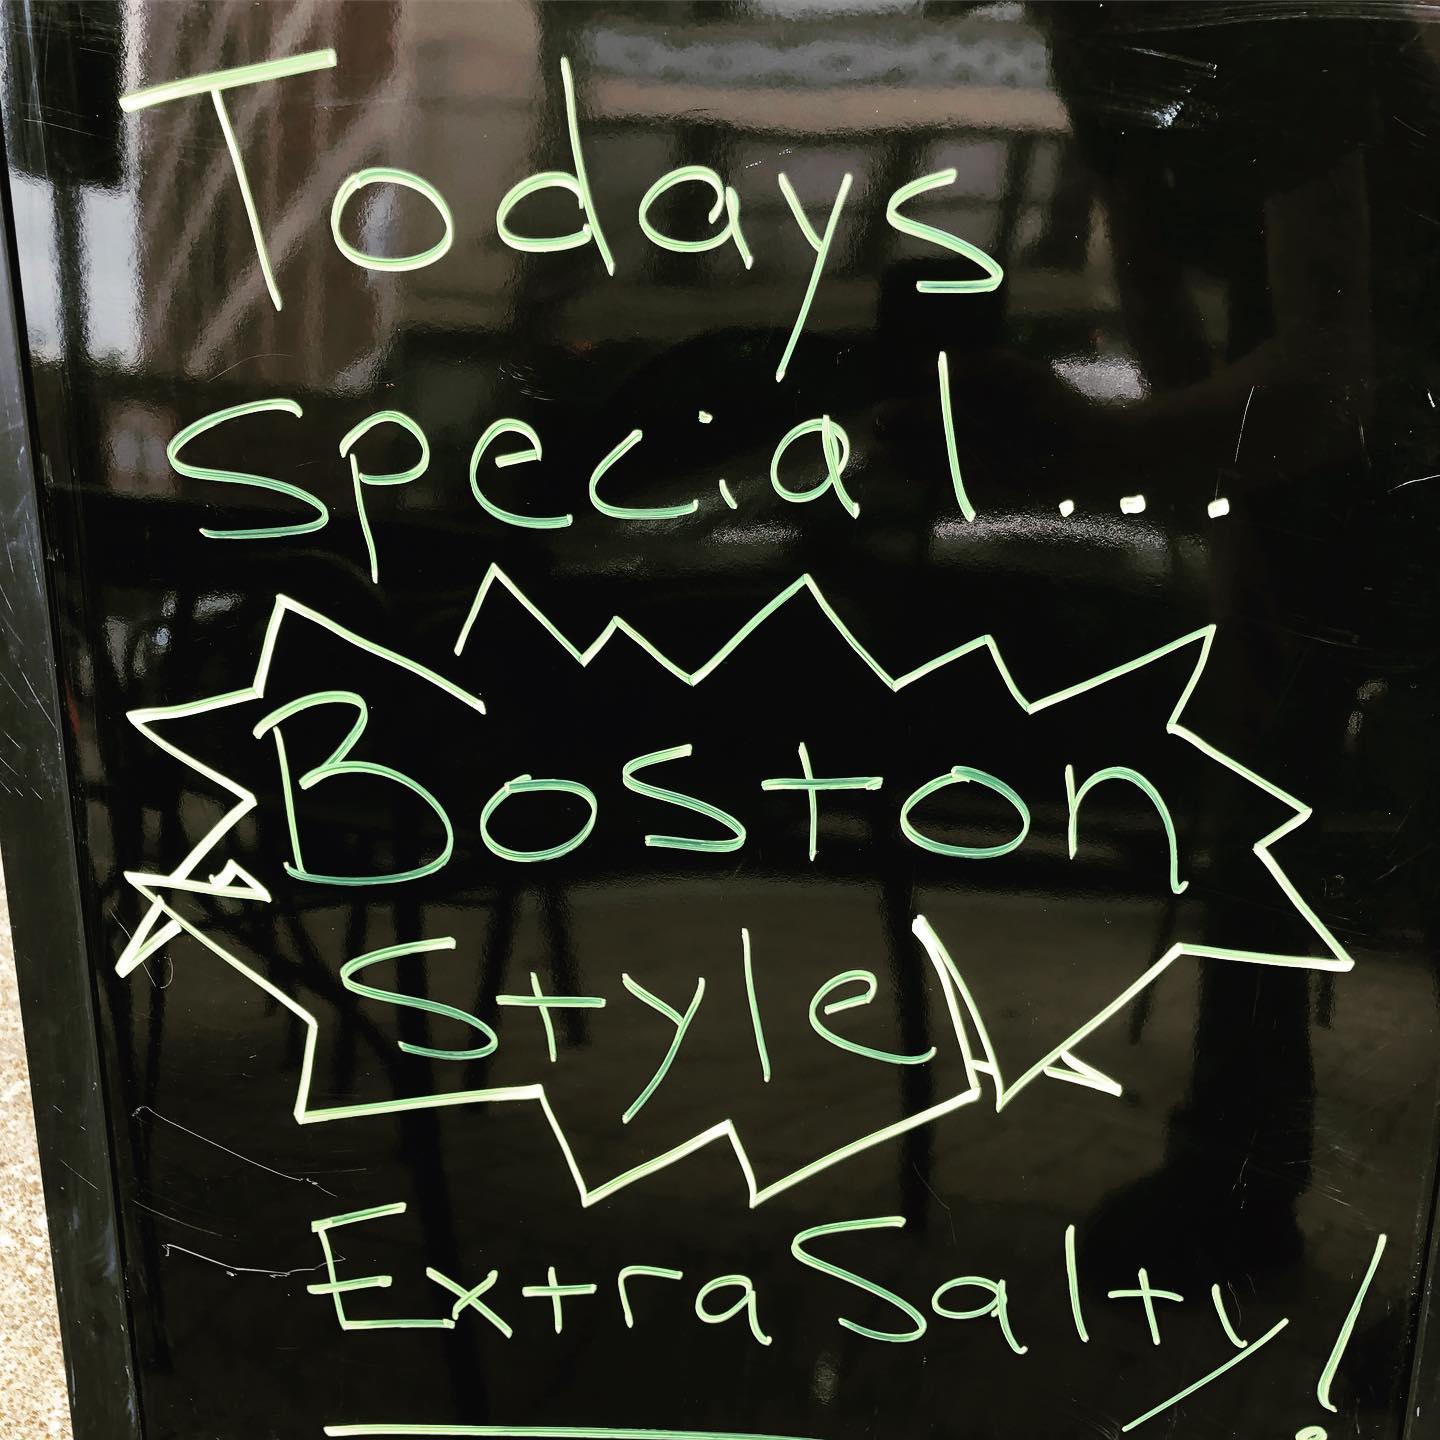 Todays
Special...
Boston
Style
Extra Salty!